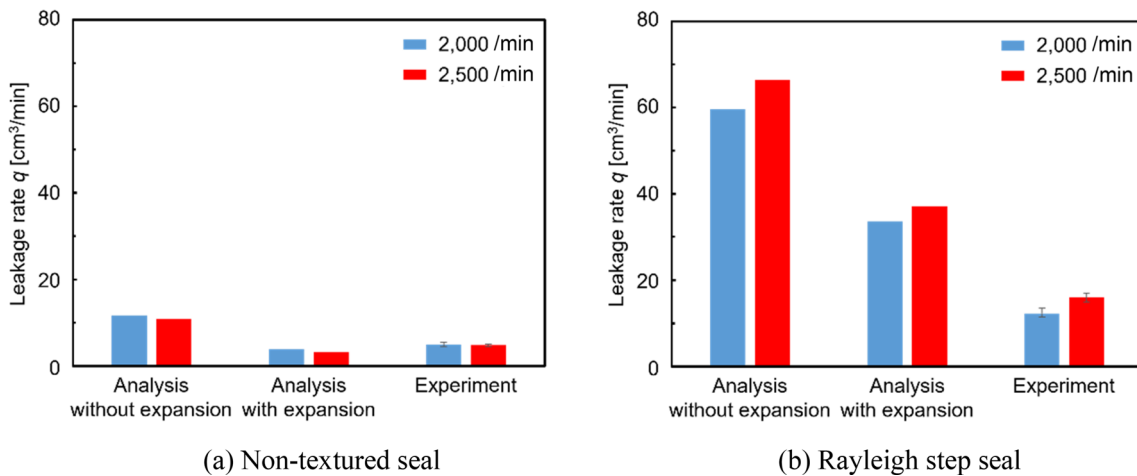 80
60
40
20
0
Leakage rate q [cm³/min]
2,000 /min
2,500 /min
Analysis without expansion
Analysis with expansion
Experiment
(a) Non-textured seal
80
60
40
20
0
Leakage rate q [cm³/min]
2,000 /min
2,500 /min
Analysis without expansion
Analysis with expansion
Experiment
(b) Rayleigh step seal